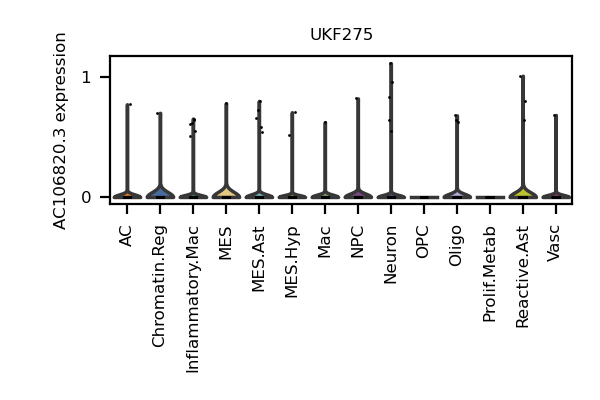 UKF275
AC106820.3 expression
1
0
AC
Chromatin.Reg
Inflammatory.Mac
MES
MES.Ast
MES.Hyp
Mac
NPC
Neuron
OPC
Oligo
Prolif.Metab
Reactive.Ast
Vasc